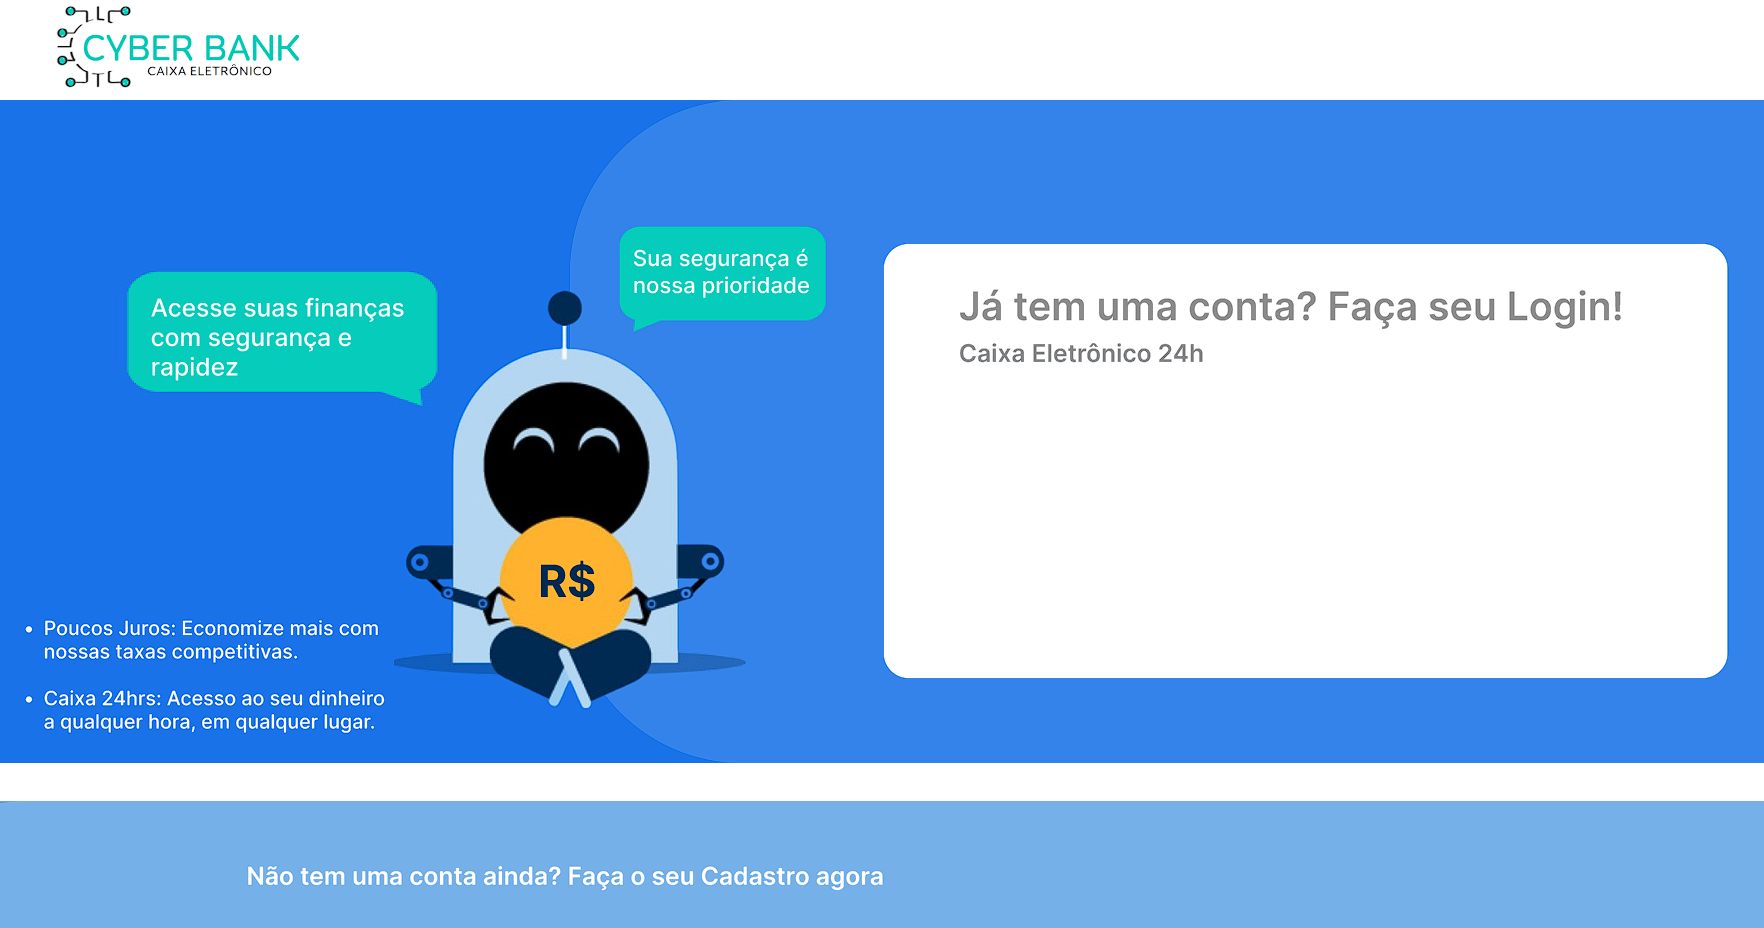 CYBER BANK
CAIXA ELETRÔNICO
Acesse suas finanças
com segurança e
rapidez
Sua segurança é
nossa prioridade
R$
• Poucos Juros: Economize mais com
nossas taxas competitivas.
• Caixa 24hrs: Acesso ao seu dinheiro
a qualquer hora, em qualquer lugar.
Já tem uma conta? Faça seu Login!
Caixa Eletrônico 24h
Não tem uma conta ainda? Faça o seu Cadastro agora